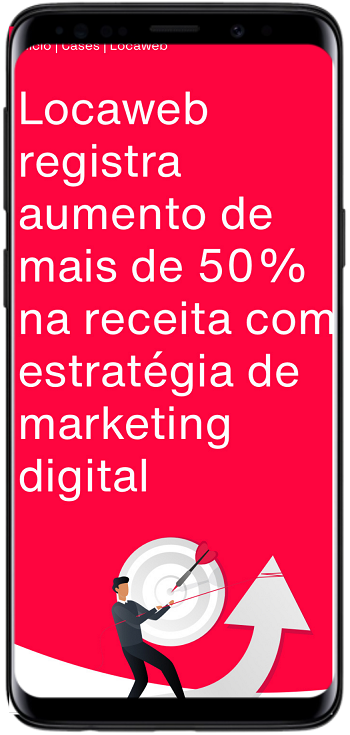 Início | Cases | Locaweb
Locaweb
registra
aumento de
mais de 50%
na receita com
estratégia de
marketing
digital